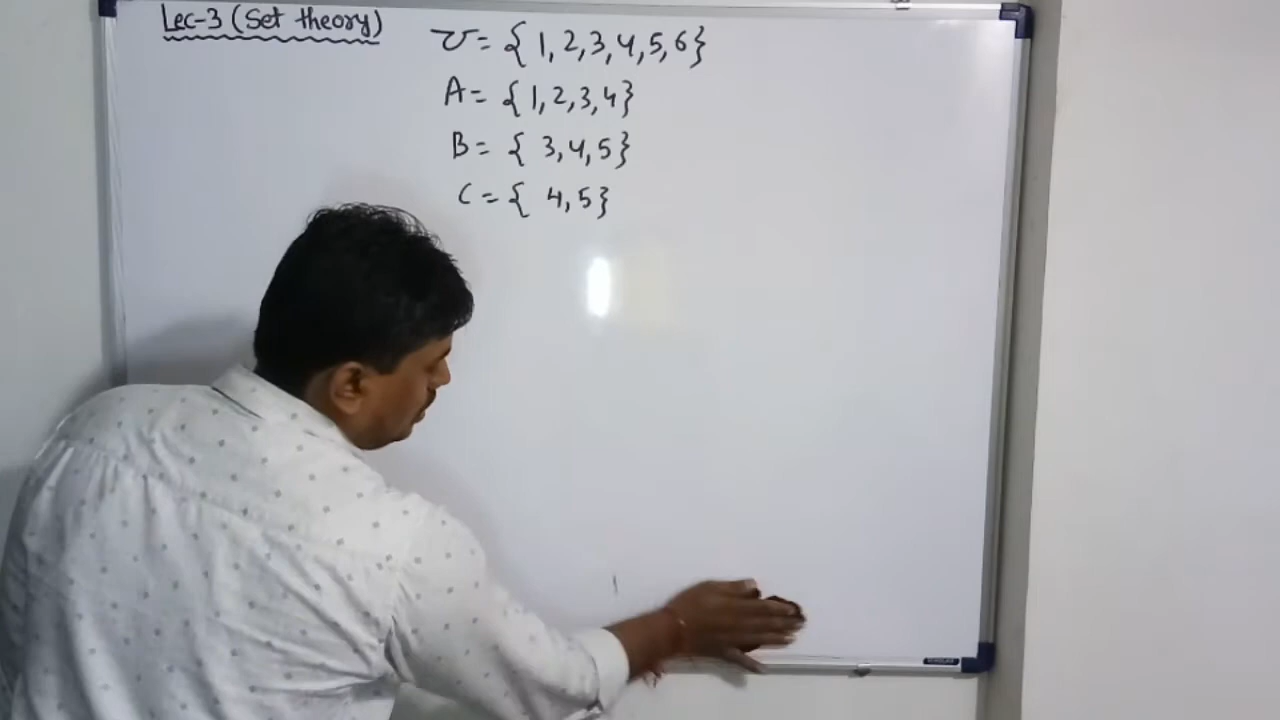 Lec-3 (Set theory)
U = { 1, 2, 3, 4, 5, 6}
A = { 1, 2, 3, 4}
B = { 3, 4, 5}
C = { 4, 5}